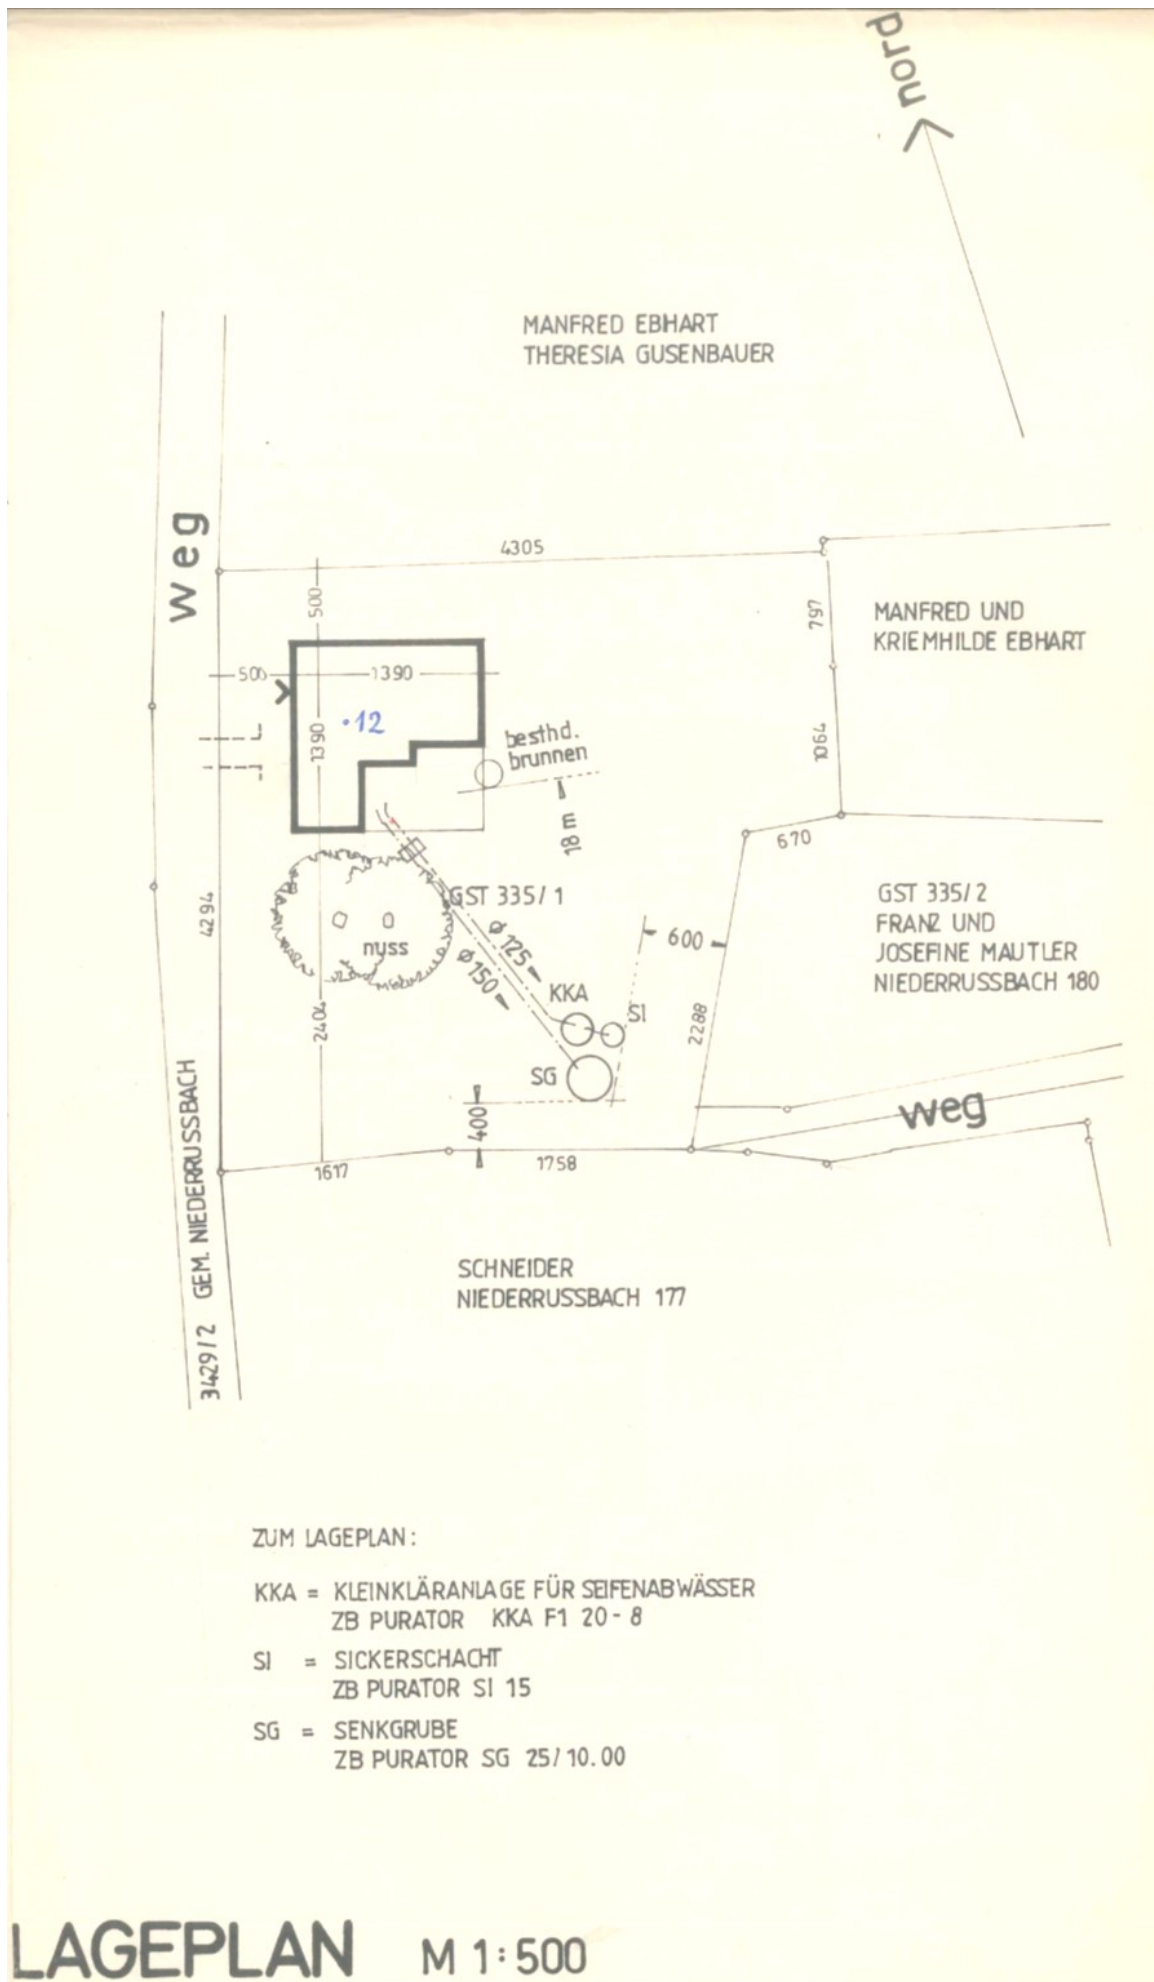 nord
MANFRED EBHART
THERESIA GUSENBAUER
weg
4305
500
797
MANFRED UND
KRIEMHILDE EBHART
500
1390
1390
•12
besthd.
brunnen
1064
18 m
670
4294
GST 335/1
GST 335/2
FRANZ UND
JOSEFINE MAUTLER
NIEDERRUSSBACH 180
nuss
ø 125
ø 150
600
KKA
SI
2404
2288
SG
400
weg
1617
1758
3429/2 GEM. NIEDERRUSSBACH
SCHNEIDER
NIEDERRUSSBACH 177
ZUM LAGEPLAN:
KKA = KLEINKLÄRANLAGE FÜR SEIFENABWÄSSER
ZB PURATOR KKA F1 20-8
SI = SICKERSCHACHT
ZB PURATOR SI 15
SG = SENKGRUBE
ZB PURATOR SG 25/10.00
LAGEPLAN M 1:500